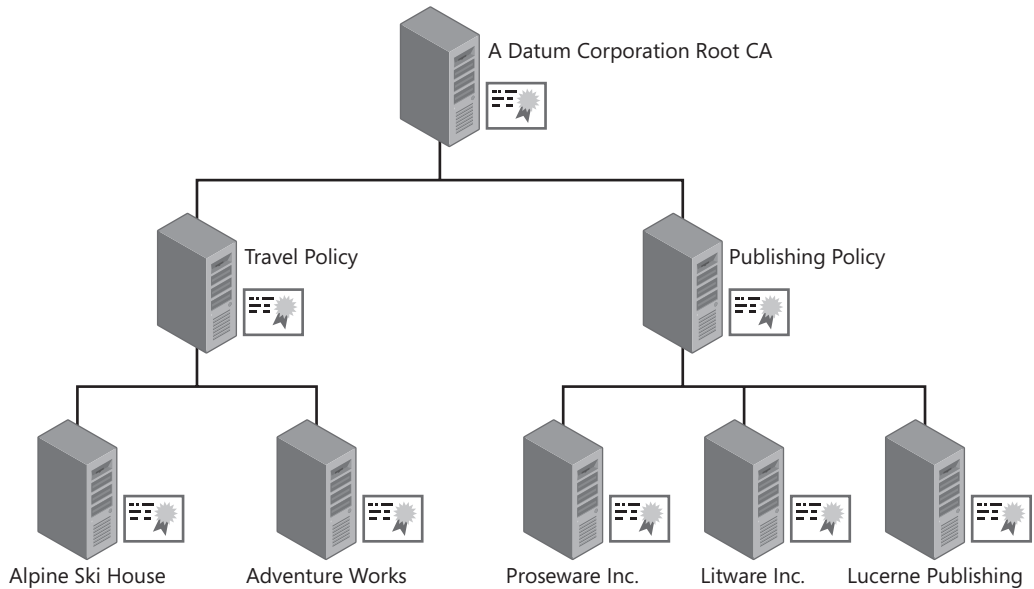 A Datum Corporation Root CA
Travel Policy
Publishing Policy
Alpine Ski House
Adventure Works
Proseware Inc.
Litware Inc.
Lucerne Publishing